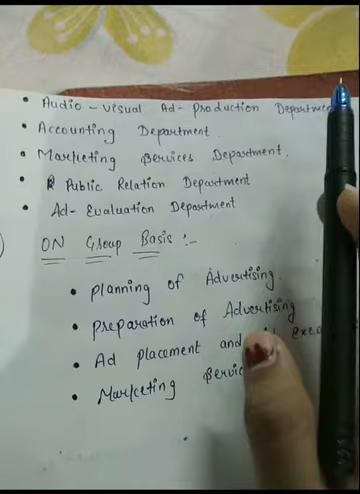 • Audio - visual Ad- Production
• Accounting Department
• Marketing Services Department.
• Public Relation Department
• Ad- Evaluation Department
ON Group Basis :-
• planning of Advertising.
• preparation of Advertising
• Ad placement and
• Marketing